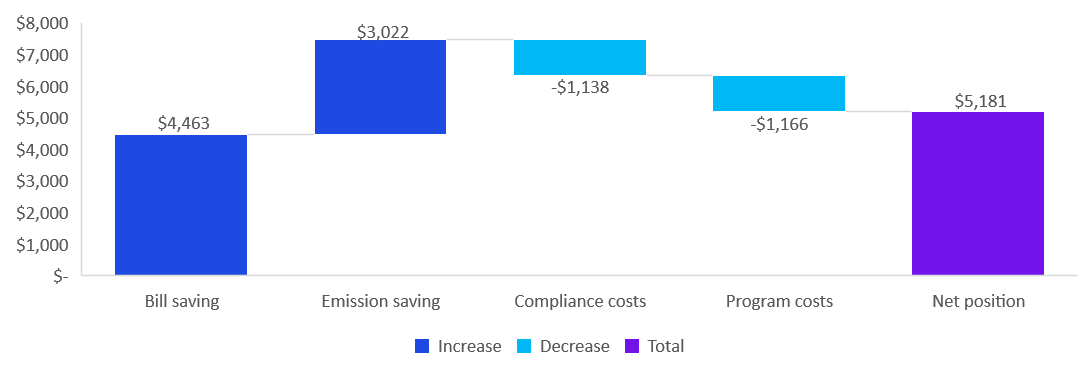 $8,000
$7,000
$6,000
$5,000
$4,000
$3,000
$2,000
$1,000
$-
$4,463
$3,022
-$1,138
-$1,166
$5,181
Bill saving
Emission saving
Compliance costs
Program costs
Net position
Increase
Decrease
Total